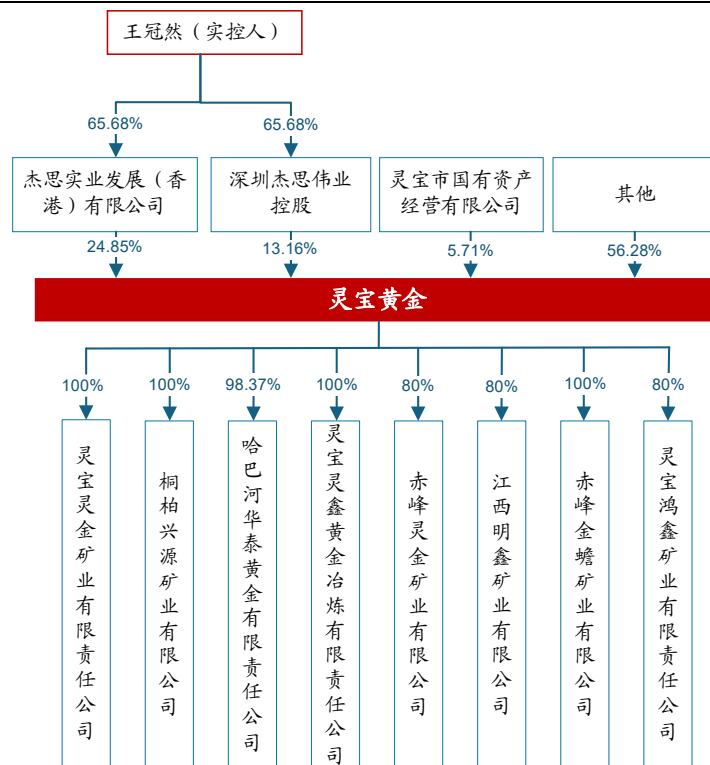 王冠然（实控人）
65.68%
65.68%
杰思实业发展（香
港）有限公司
深圳杰思伟业
控股
灵宝市国有资产
经营有限公司
其他
24.85%
13.16%
5.71%
56.28%
灵宝黄金
100%
100%
98.37%
100%
80%
80%
100%
80%
灵宝灵金矿业有限责任公司
桐柏兴源矿业有限公司
哈巴河华泰黄金有限责任公司
灵宝灵鑫黄金冶炼有限责任公司
赤峰灵金矿业有限公司
江西明鑫矿业有限公司
赤峰金蟾矿业有限公司
灵宝鸿鑫矿业有限责任公司